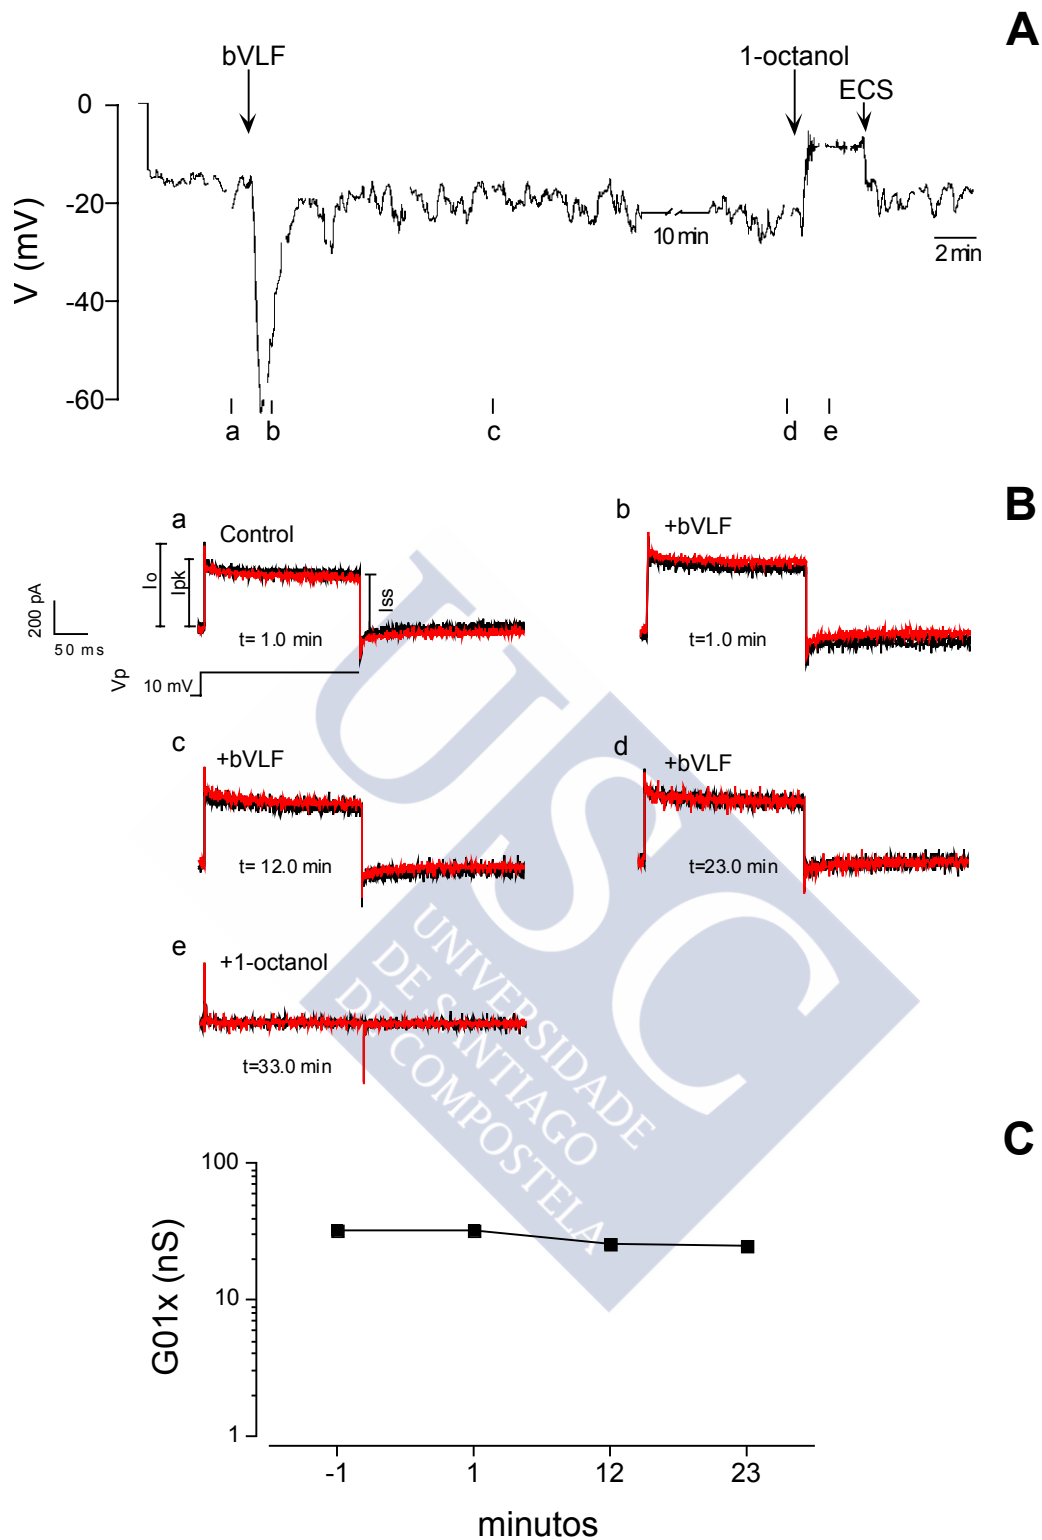 A
bVLF
1-octanol
ECS
0
-20
-40
-60
V (mV)
10 min
2 min
a
b
c
d
e
B
a
Control
Io
Ipk
Iss
200 pA
50 ms
t= 1.0 min
Vp
10 mV
b
+bVLF
t=1.0 min
c
+bVLF
t= 12.0 min
d
+bVLF
t=23.0 min
e
+1-octanol
t=33.0 min
USC
UNIVERSIDADE
DE SANTIAGO
DE COMPOSTELA
C
100
10
1
G01x (nS)
-1
1
12
23
minutos